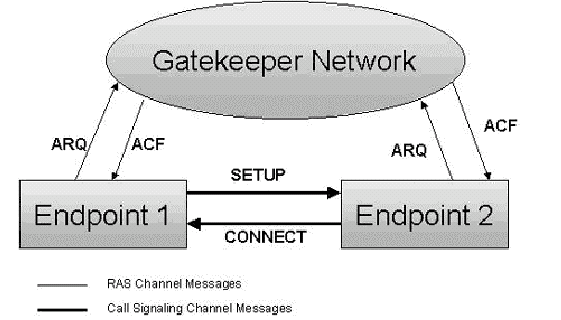 Gatekeeper Network
ARQ
ACF
ARQ
ACF
SETUP
Endpoint 1
Endpoint 2
CONNECT
RAS Channel Messages
Call Signaling Channel Messages